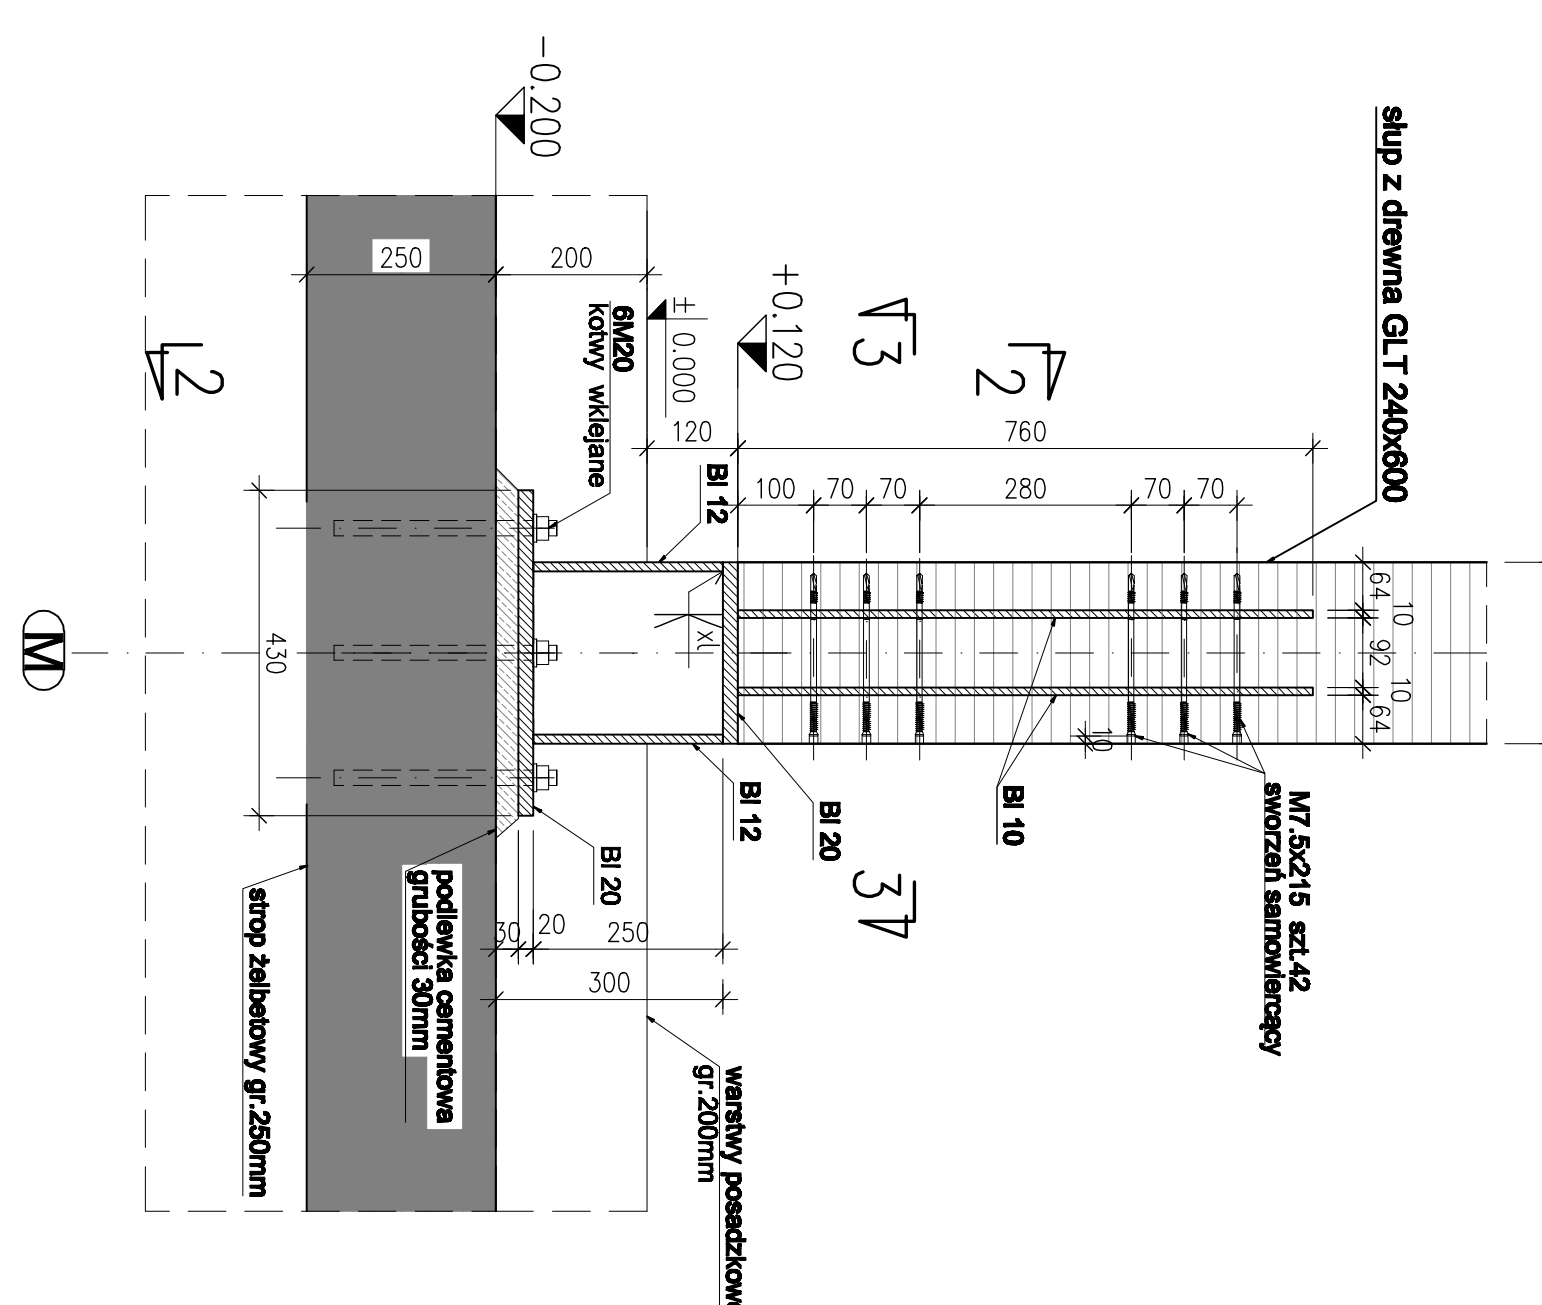 słup z drewna GLT 240x600
-0.200
± 0.000
+0.120
250
200
120
760
100
70
70
280
70
70
3
2
2
3
6M20
kotwy wklejane
Bl 12
64
10
92
10
64
10
xl
430
M
Bl 12
Bl 20
Bl 10
M7.5x215 szt.42
sworzeń samowiercący
Bl 20
30
20
250
300
podlewka cementowa
grubości 30mm
strop żelbetowy gr.250mm
warstwy posadzkowe
gr.200mm